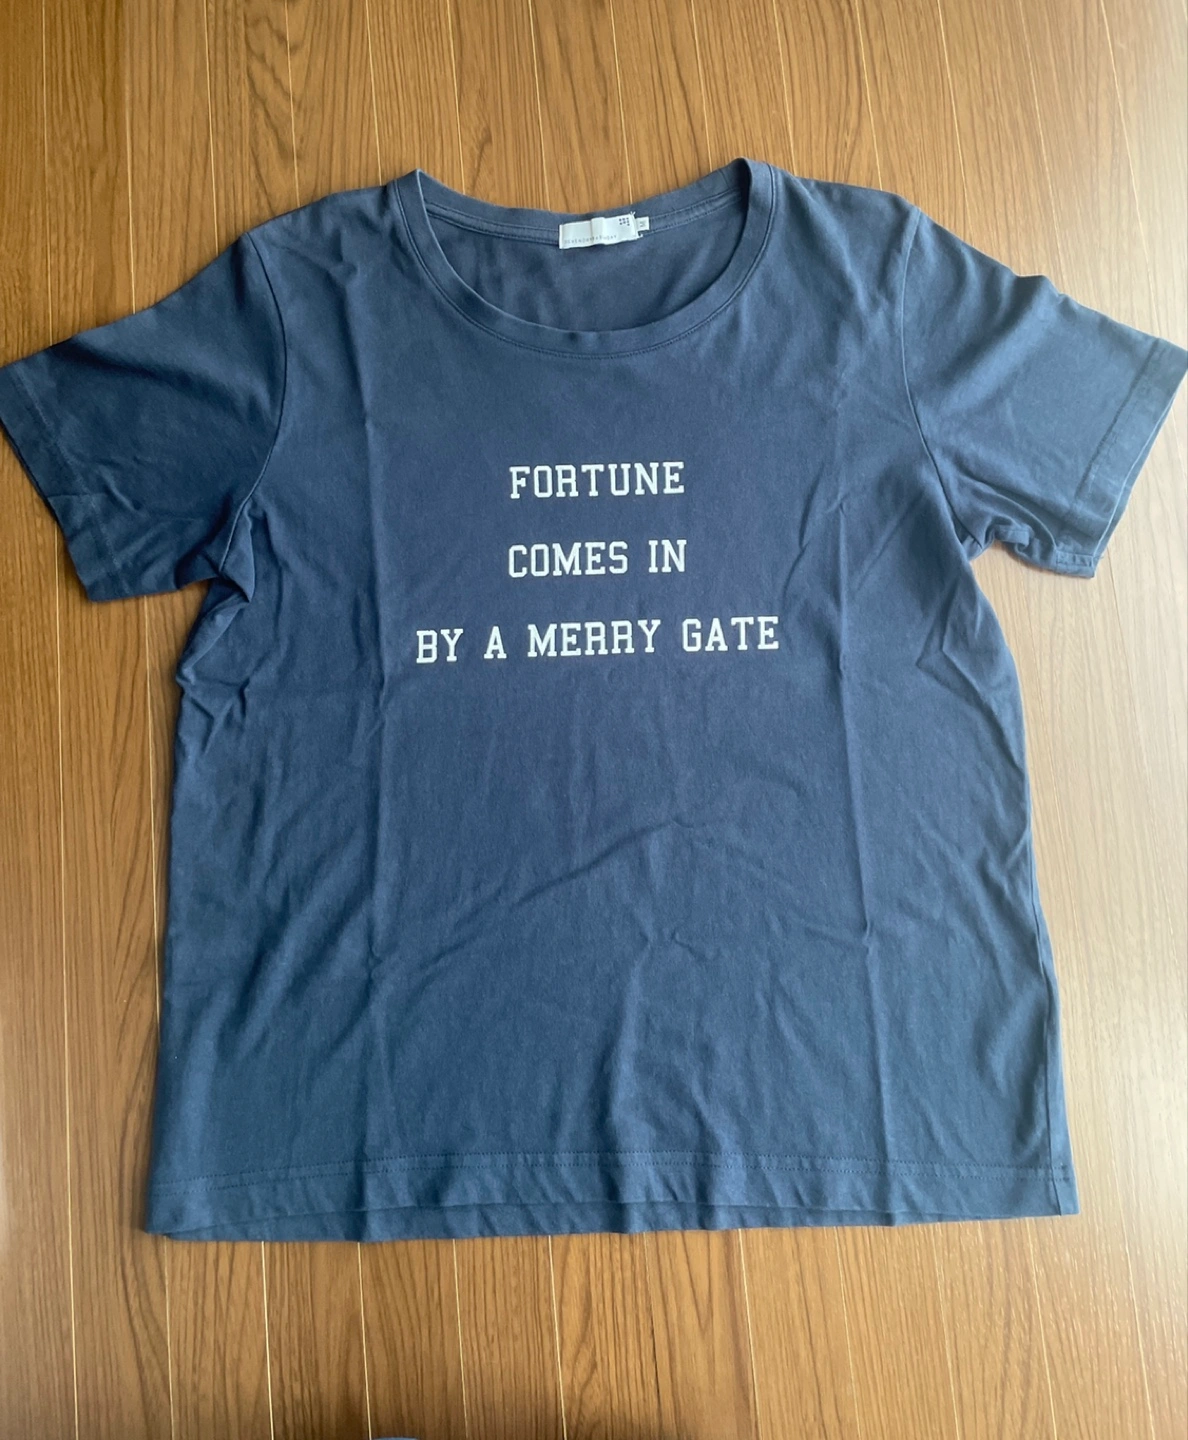 FORTUNE
COMES IN
BY A MERRY GATE